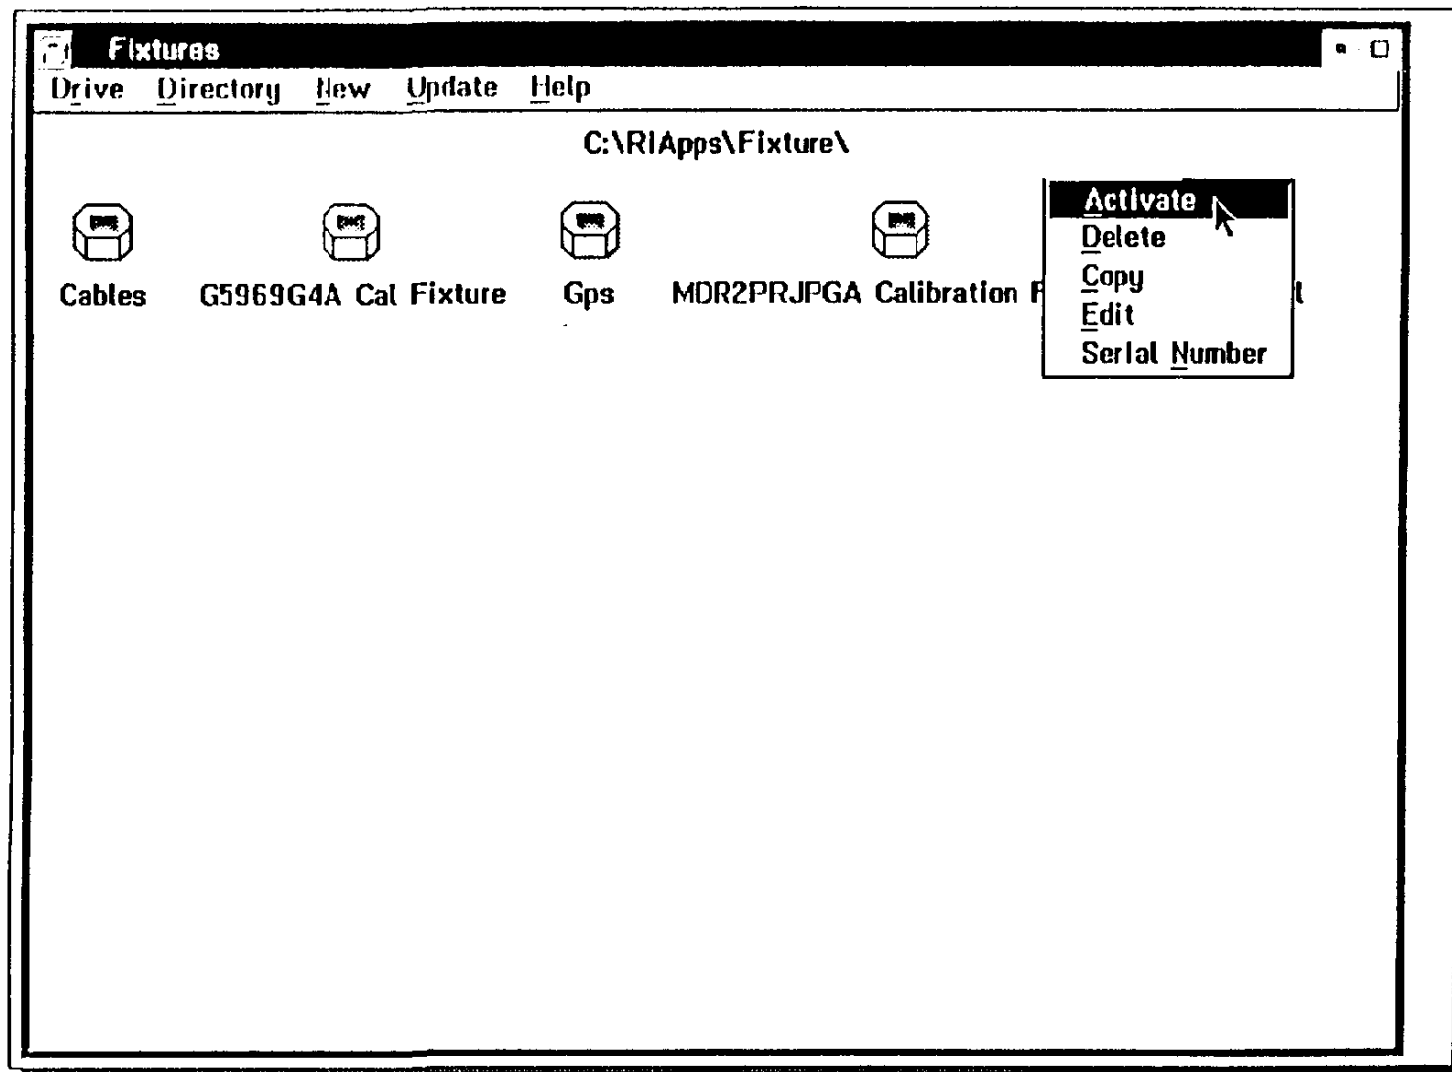 Fixtures
Drive Directory New Update Help
C:\RIApps\Fixture\
Activate
Delete
Copy
Edit
Serial Number
Cables G5969G4A Cal Fixture Gps MDR2PRJPGA Calibration